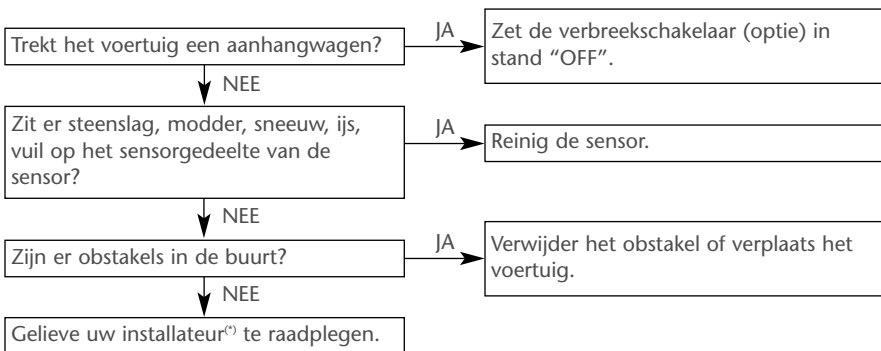 Trekt het voertuig een aanhangwagen?
JA
Zet de verbreekschakelaar (optie) in
stand “OFF”.
NEE
Zit er steenslag, modder, sneeuw, ijs,
vuil op het sensorgedeelte van de
sensor?
JA
Reinig de sensor.
NEE
Zijn er obstakels in de buurt?
JA
Verwijder het obstakel of verplaats het
voertuig.
NEE
Gelieve uw installateur(*) te raadplegen.